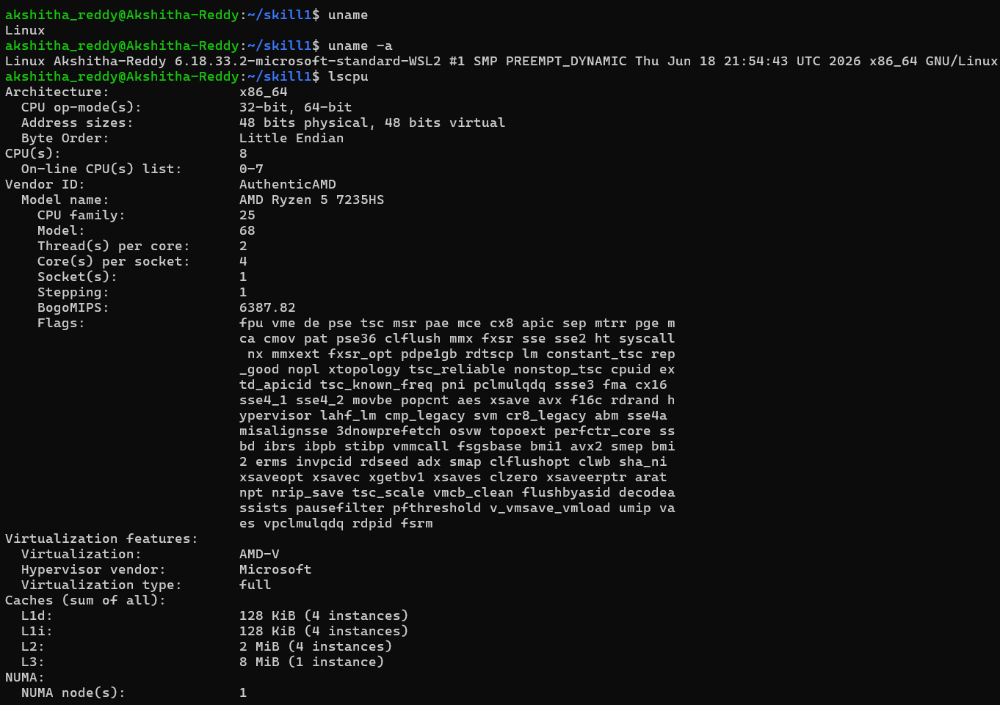 akshitha_reddy@Akshitha-Reddy:~/skill1$ uname
Linux
akshitha_reddy@Akshitha-Reddy:~/skill1$ uname -a
Linux Akshitha-Reddy 6.18.33.2-microsoft-standard-WSL2 #1 SMP PREEMPT_DYNAMIC Thu Jun 18 21:54:43 UTC 2026 x86_64 GNU/Linux
akshitha_reddy@Akshitha-Reddy:~/skill1$ lscpu
Architecture:                x86_64
  CPU op-mode(s):            32-bit, 64-bit
  Address sizes:             48 bits physical, 48 bits virtual
  Byte Order:                Little Endian
CPU(s):                      8
  On-line CPU(s) list:       0-7
Vendor ID:                   AuthenticAMD
  Model name:                AMD Ryzen 5 7235HS
    CPU family:              25
    Model:                   68
    Thread(s) per core:      2
    Core(s) per socket:      4
    Socket(s):               1
    Stepping:                1
    BogoMIPS:                6387.82
    Flags:                   fpu vme de pse tsc msr pae mce cx8 apic sep mtrr pge m
                             ca cmov pat pse36 clflush mmx fxsr sse sse2 ht syscall
                              nx mmxext fxsr_opt pdpe1gb rdtscp lm constant_tsc rep
                             _good nopl xtopology tsc_reliable nonstop_tsc cpuid ex
                             td_apicid tsc_known_freq pni pclmulqdq ssse3 fma cx16
                             sse4_1 sse4_2 movbe popcnt aes xsave avx f16c rdrand h
                             ypervisor lahf_lm cmp_legacy svm cr8_legacy abm sse4a
                             misalignsse 3dnowprefetch osvw topoext perfctr_core ss
                             bd ibrs ibpb stibp vmmcall fsgsbase bmi1 avx2 smep bmi
                             2 erms invpcid rdseed adx smap clflushopt clwb sha_ni
                             xsaveopt xsavec xgetbv1 xsaves clzero xsaveerptr arat
                             npt nrip_save tsc_scale vmcb_clean flushbyasid decodea
                             ssists pausefilter pfthreshold v_vmsave_vmload umip va
                             es vpclmulqdq rdpid fsrm
Virtualization features:
  Virtualization:            AMD-V
  Hypervisor vendor:         Microsoft
  Virtualization type:       full
Caches (sum of all):
  L1d:                       128 KiB (4 instances)
  L1i:                       128 KiB (4 instances)
  L2:                        2 MiB (4 instances)
  L3:                        8 MiB (1 instance)
NUMA:
  NUMA node(s):              1